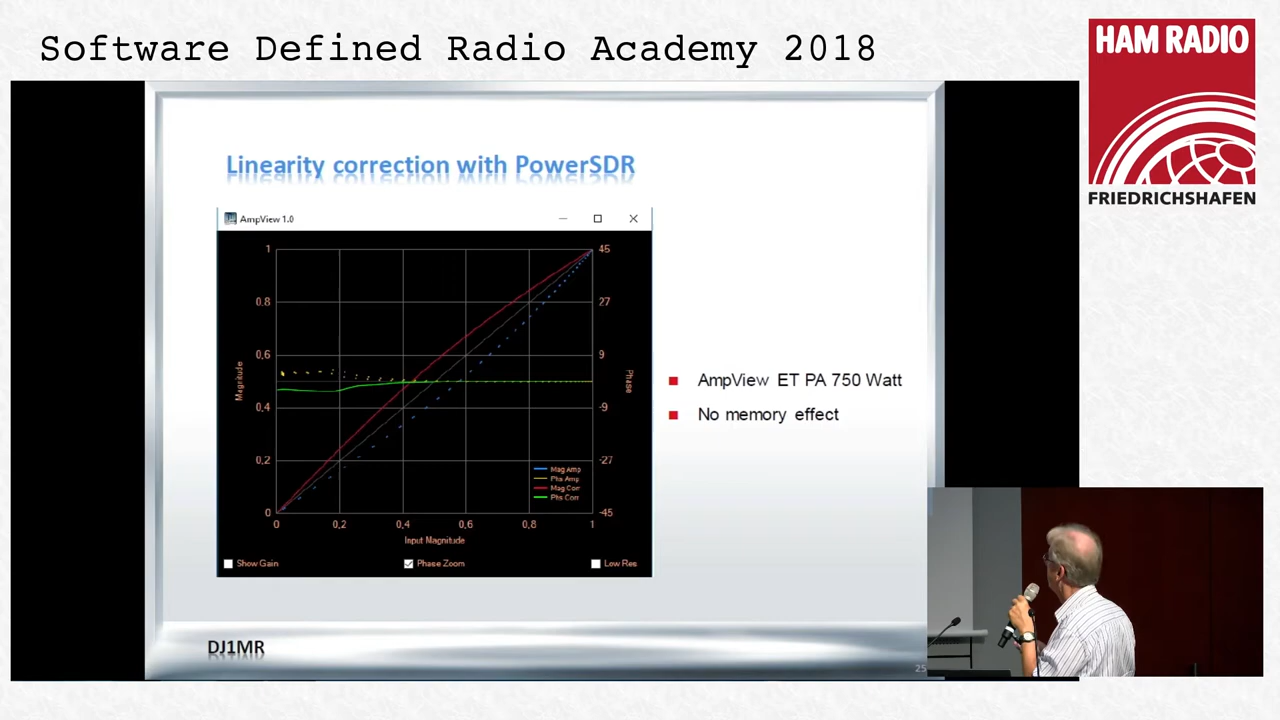 Software Defined Radio Academy 2018
HAM RADIO
FRIEDRICHSHAFEN
Linearity correction with PowerSDR
AmpView 1.0
1
0.8
0.6
0.4
0,2
0
45
27
9
-9
-27
-45
Magnitude
Phase
0
0,2
0,4
0,6
0,8
1
Input Magnitude
Mag Amp
Phs Amp
Mag Corr
Phs Corr
Show Gain
Phase Zoom
Low Res
AmpView ET PA 750 Watt
No memory effect
DJ1MR
25